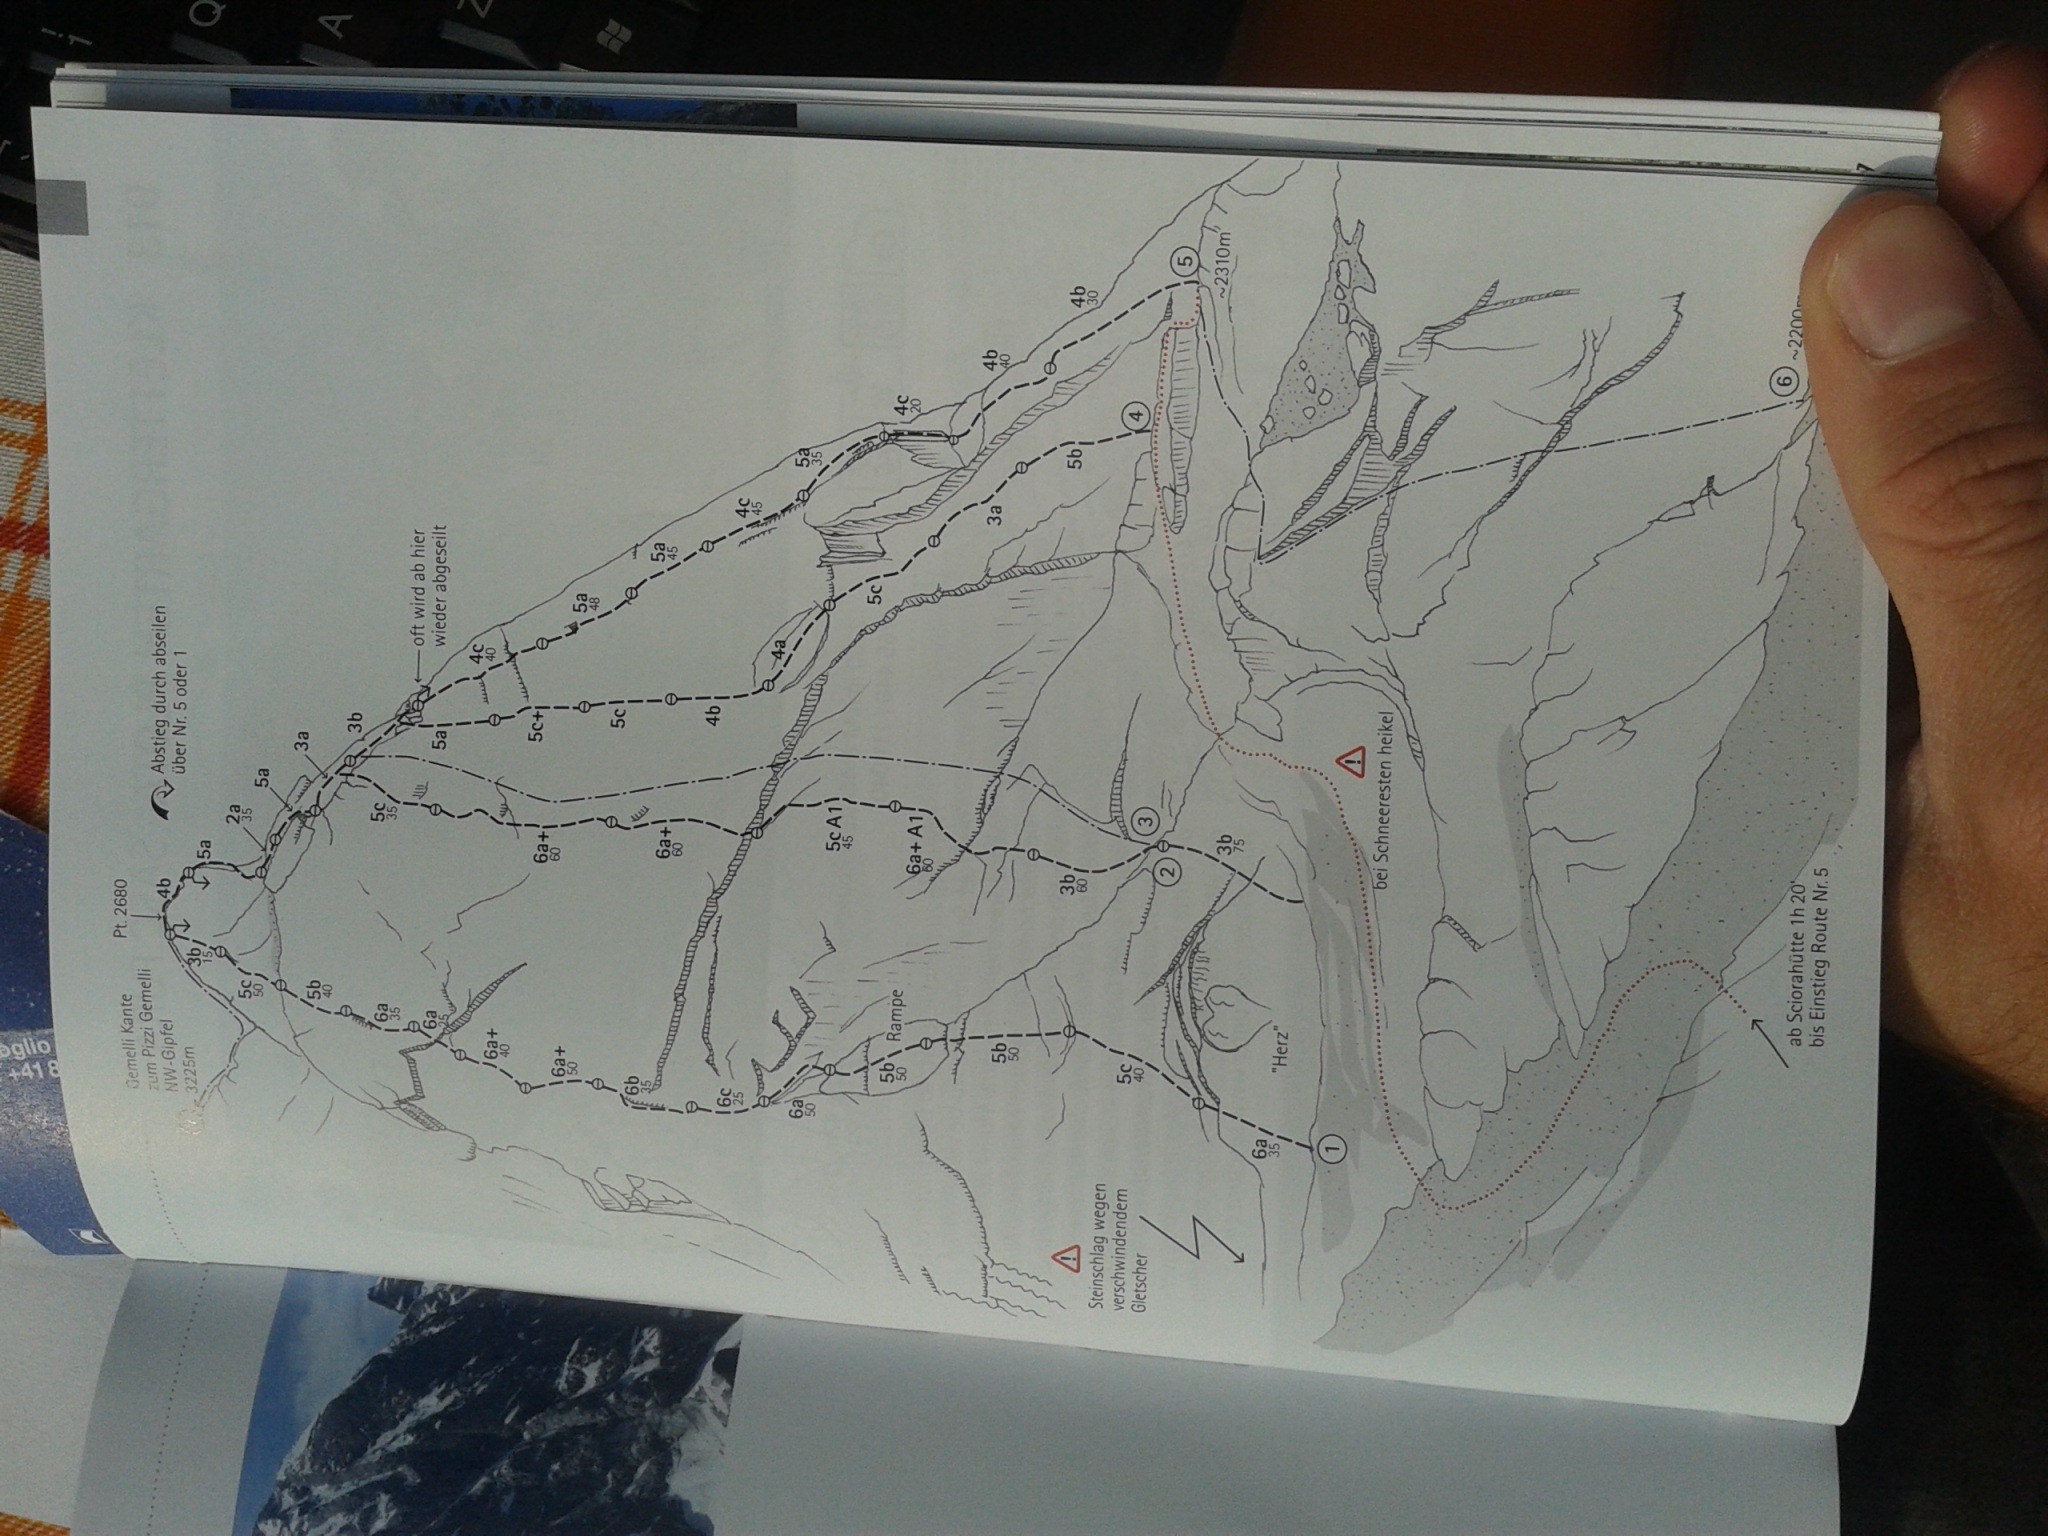 oglio
+41 8
Gemelli Kante
zum Pizzi Gemelli
NW-Gipfel
3225m
Pt. 2680
Abstieg durch abseilen
über Nr. 5 oder 1
4b
3b
15
5a
5c
50
2a
35
5a
5b
40
3a
3b
6a
35
5c
35
oft wird ab hier
wieder abgeseilt
6a
25
5a
6a+
40
4c
40
6a+
60
5c+
6a+
50
5a
48
5c
6b
35
6a+
60
5a
45
6c
25
4b
4c
45
6a
50
4a
5a
35
5c A1
45
5c
5b
50
Rampe
6a+ A1
60
4c
20
5b
50
3a
4b
40
3b
60
5b
4b
30
Steinschlag wegen
verschwindendem
Gletscher
5c
40
4
3
2
5
3b
75
~2310m
6a
35
"Herz"
1
bei Schneeresten heikel
6
~2200m
ab Sciorahütte 1h 20'
bis Einstieg Route Nr. 5
7
Q
A
Z